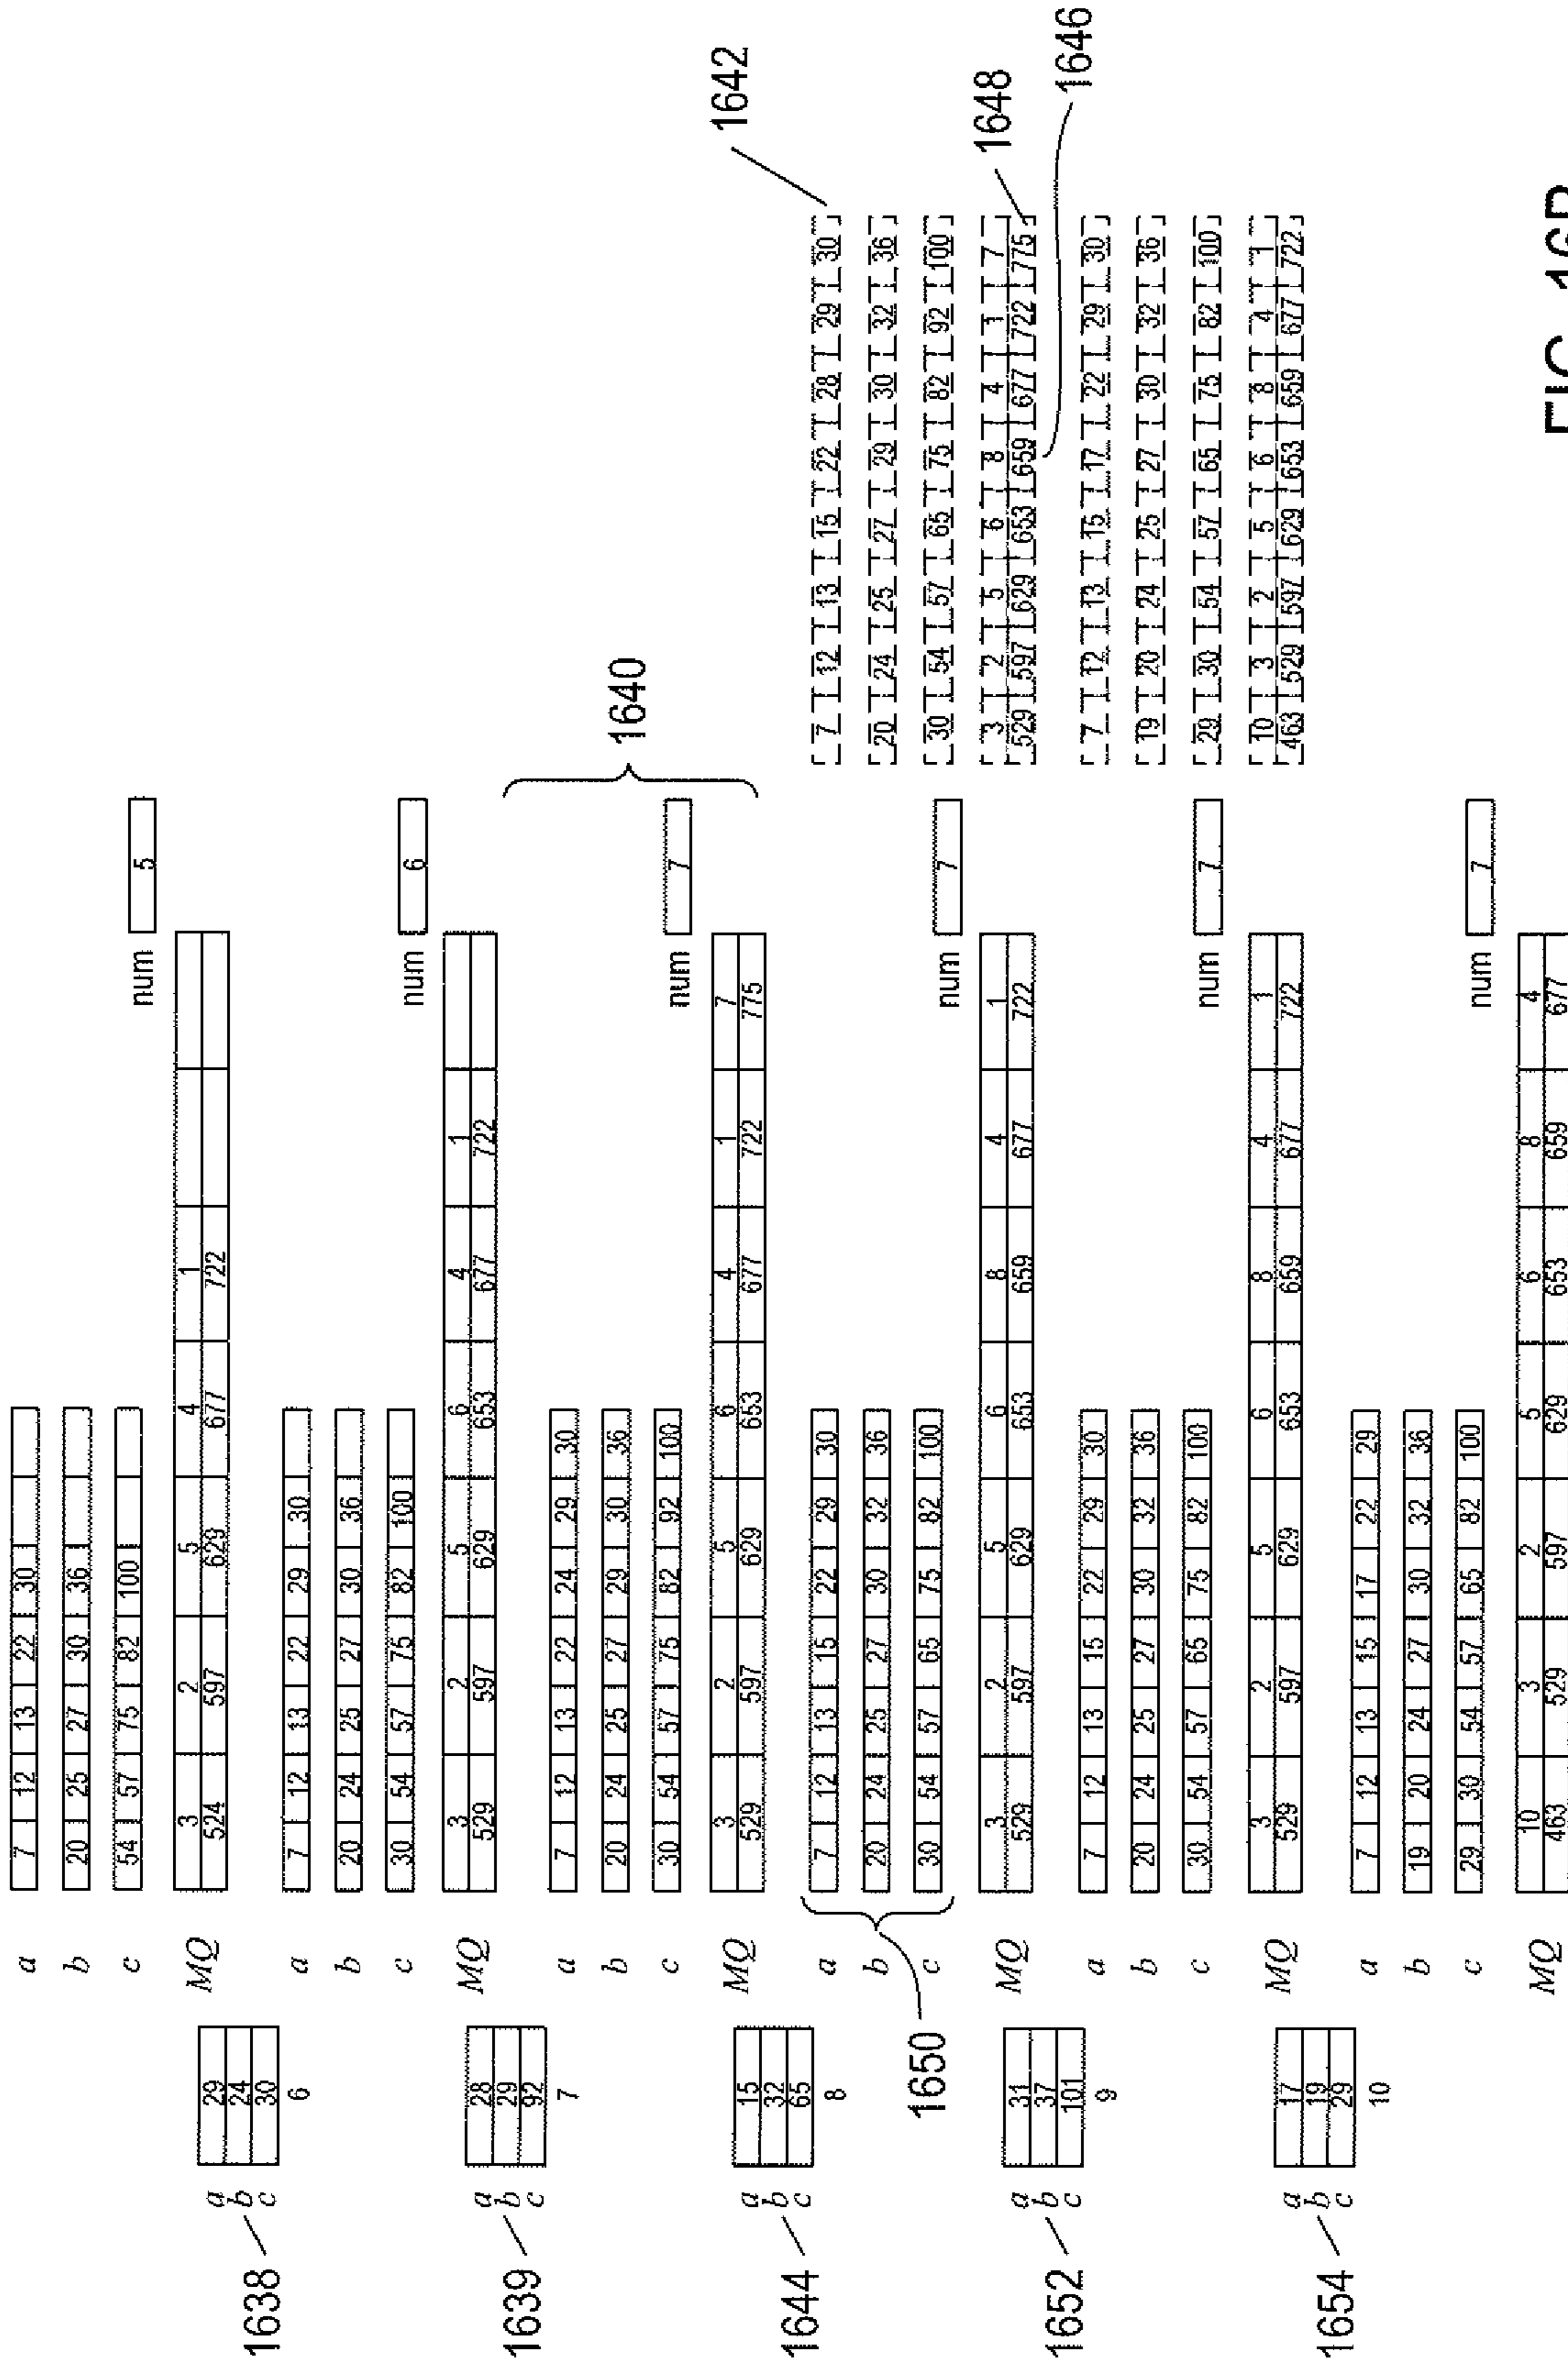 a 7 12 13 22 30
b 20 25 27 30 36
c 54 57 75 82 100
num 5
MQ 3 2 5 4 1
524 597 629 677 722
1638
a 29
b 24
c 30
6
a 7 12 13 22 29 30
b 20 24 25 27 30 36
c 30 54 57 75 82 100
num 6
MQ 3 2 5 6 4 1
529 597 629 653 677 722
1639
a 28
b 29
c 92
7
1640
a 7 12 13 22 24 29 30
b 20 24 25 27 29 30 36
c 30 54 57 75 82 92 100
num 7
MQ 3 2 5 6 4 1 7
529 597 629 653 677 722 775
1644
a 15
b 32
c 65
8
1642
7 12 13 15 22 28 29 30
20 24 25 27 29 30 32 36
30 54 57 65 75 82 92 100
3 2 5 6 8 4 1 7
529 597 629 653 659 677 722 775
1648
1646
1650
a 7 12 13 15 22 29 30
b 20 24 25 27 30 32 36
c 30 54 57 65 75 82 100
num 7
MQ 3 2 5 6 8 4 1
529 597 629 653 659 677 722
1652
a 31
b 37
c 101
9
a 7 12 13 15 22 29 30
b 20 24 25 27 30 32 36
c 30 54 57 65 75 82 100
num 7
MQ 3 2 5 6 8 4 1
529 597 629 653 659 677 722
7 12 13 15 17 22 29 30
19 20 24 25 27 30 32 36
29 30 54 57 65 75 82 100
10 3 2 5 6 8 4 1
463 529 597 629 653 659 677 722
1654
a 17
b 19
c 29
10
a 7 12 13 15 17 22 29
b 19 20 24 27 30 32 36
c 29 30 54 57 65 82 100
num 7
MQ 10 3 2 5 6 8 4
463 529 597 629 653 659 677
FIG. 16B